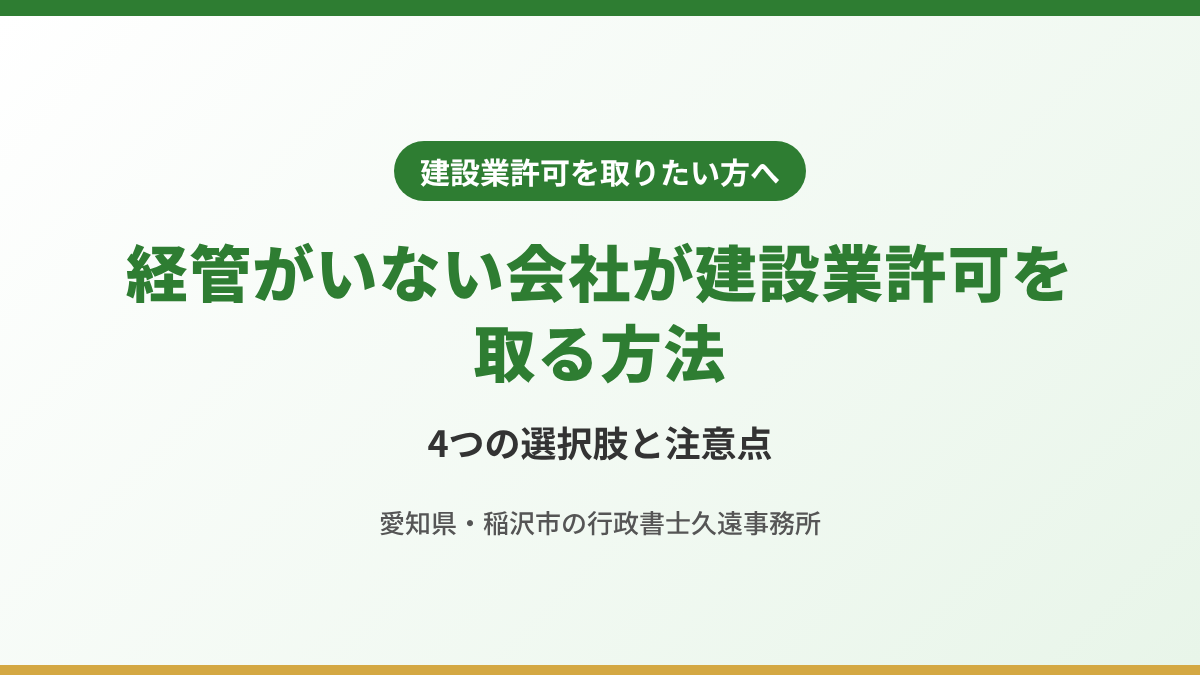 建設業許可を取りたい方へ
経管がいない会社が建設業許可を
取る方法
4つの選択肢と注意点
愛知県・稲沢市の行政書士久遠事務所